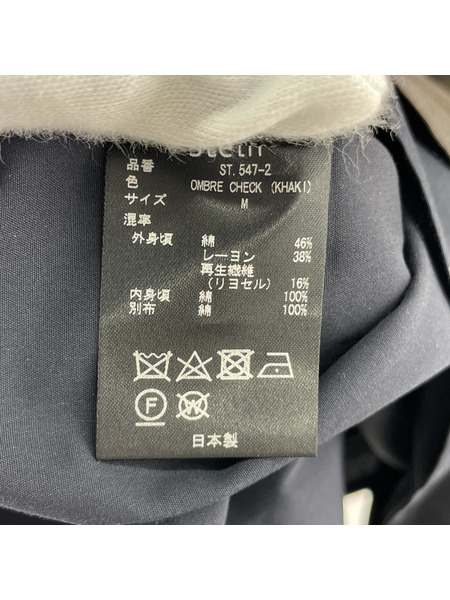 品番 ST.547-2
色 OMBRE CHECK (KHAKI)
サイズ M
混率
外身頃 綿 46%
レーヨン 38%
再生繊維
(リヨセル) 16%
内身頃 綿 100%
別布 綿 100%
F W
日本製